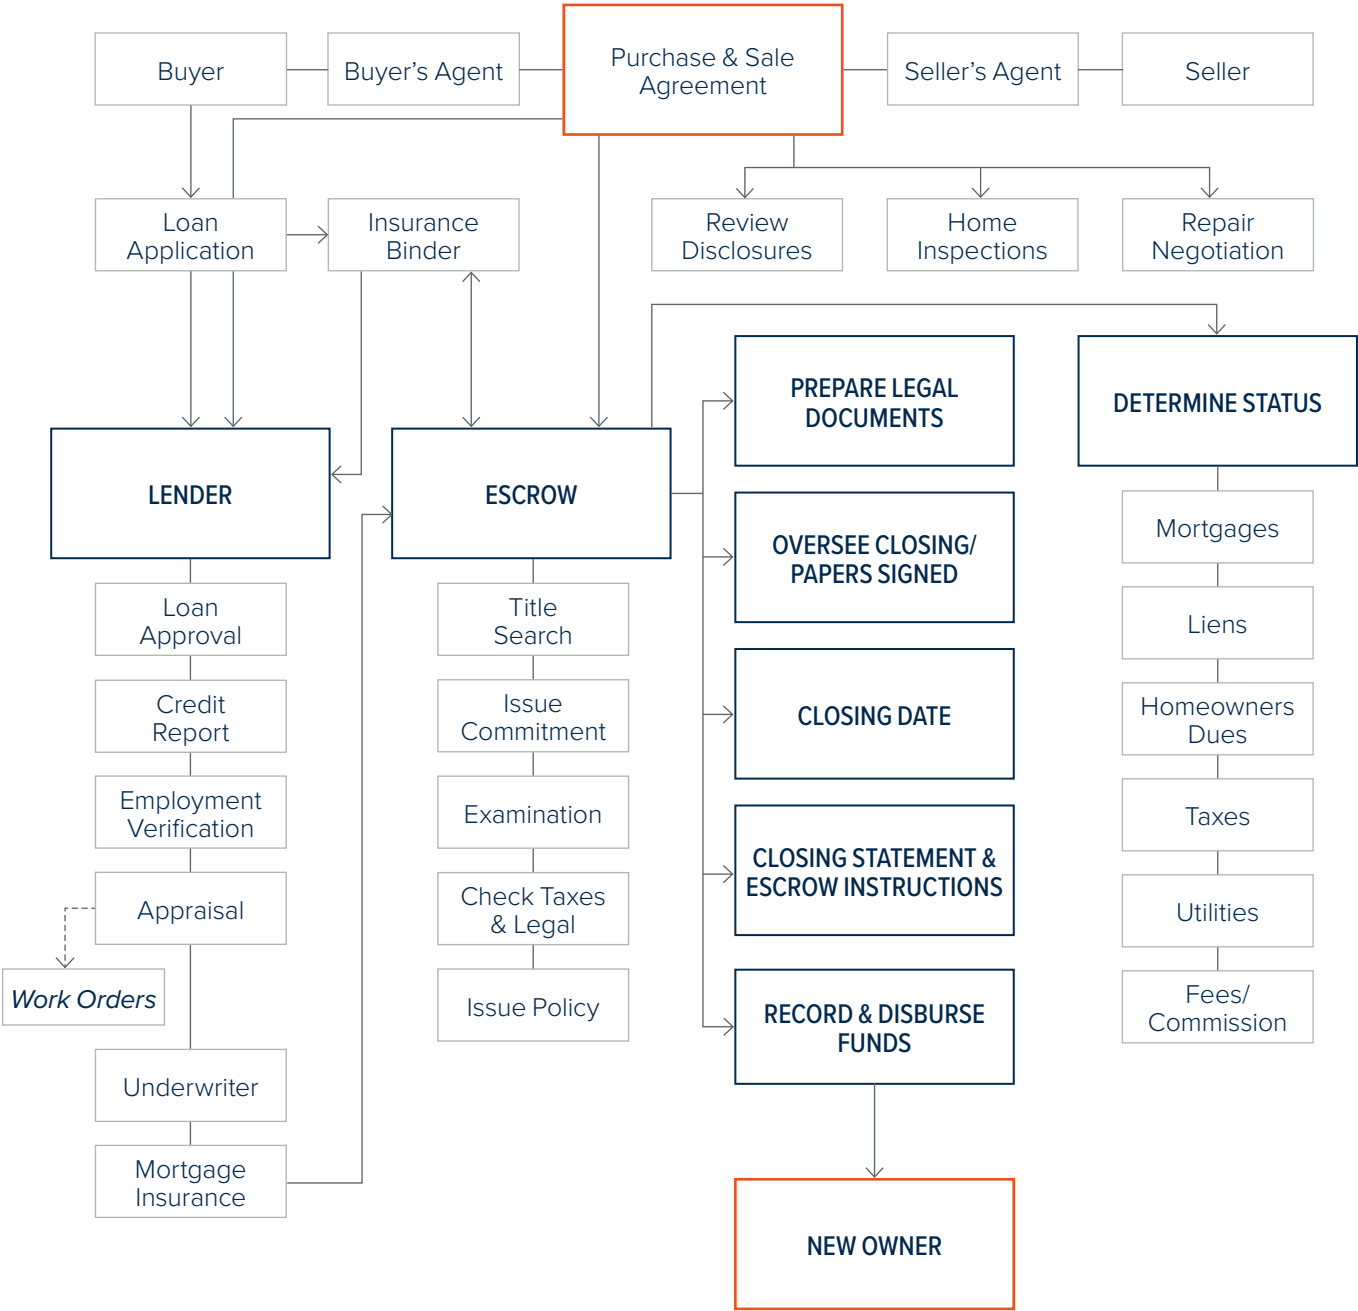 Buyer
Buyer's Agent
Purchase & Sale
Agreement
Seller's Agent
Seller
Loan
Application
Insurance
Binder
Review
Disclosures
Home
Inspections
Repair
Negotiation
LENDER
Loan
Approval
Credit
Report
Employment
Verification
Appraisal
Work Orders
Underwriter
Mortgage
Insurance
ESCROW
Title
Search
Issue
Commitment
Examination
Check Taxes
& Legal
Issue Policy
PREPARE LEGAL
DOCUMENTS
OVERSEE CLOSING/
PAPERS SIGNED
CLOSING DATE
CLOSING STATEMENT &
ESCROW INSTRUCTIONS
RECORD & DISBURSE
FUNDS
NEW OWNER
DETERMINE STATUS
Mortgages
Liens
Homeowners
Dues
Taxes
Utilities
Fees/
Commission